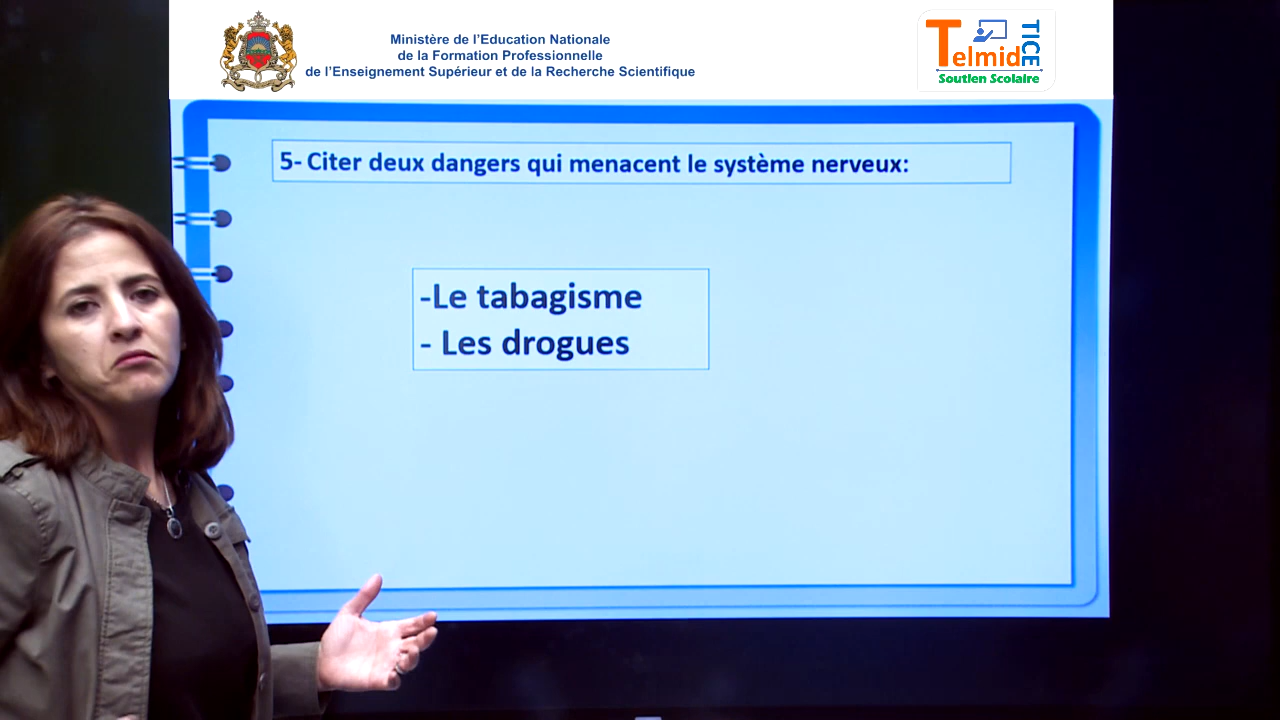 Ministère de l’Education Nationale
de la Formation Professionnelle
de l’Enseignement Supérieur et de la Recherche Scientifique
Telmid TICE
Soutien Scolaire
5- Citer deux dangers qui menacent le système nerveux:
-Le tabagisme
- Les drogues